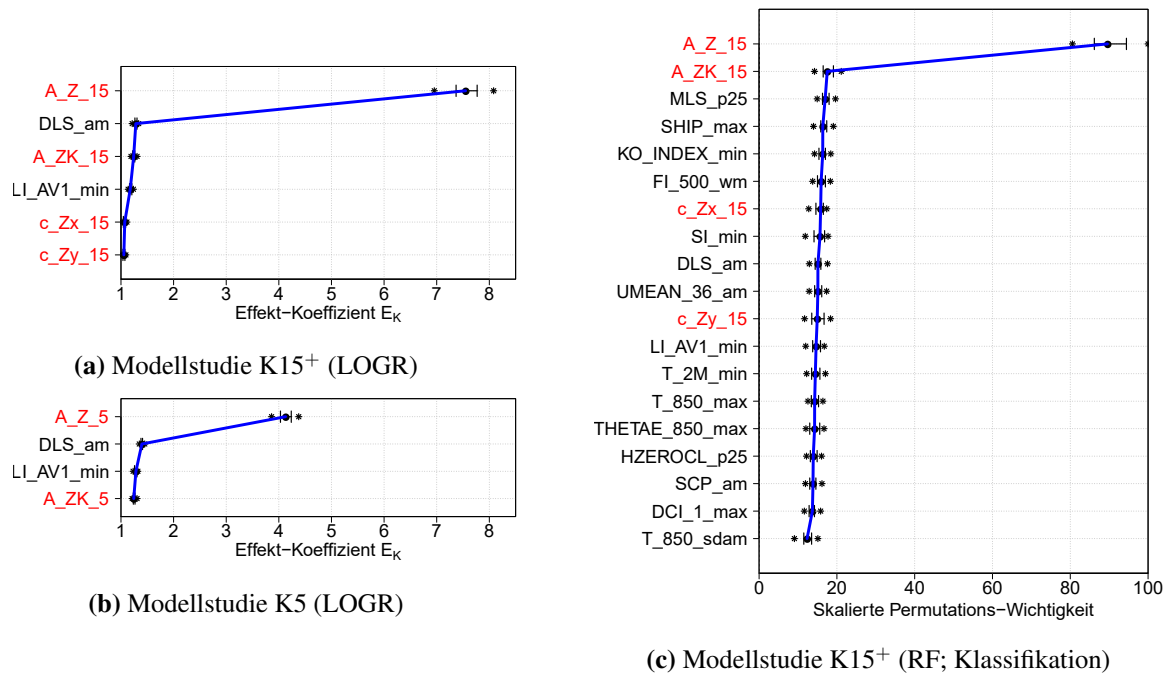 A_Z_15
DLS_am
A_ZK_15
LI_AV1_min
c_Zx_15
c_Zy_15
1 2 3 4 5 6 7 8
Effekt−Koeffizient E_K
(a) Modellstudie K15⁺ (LOGR)
A_Z_5
DLS_am
LI_AV1_min
A_ZK_5
1 2 3 4 5 6 7 8
Effekt−Koeffizient E_K
(b) Modellstudie K5 (LOGR)
A_Z_15
A_ZK_15
MLS_p25
SHIP_max
KO_INDEX_min
FI_500_wm
c_Zx_15
SI_min
DLS_am
UMEAN_36_am
c_Zy_15
LI_AV1_min
T_2M_min
T_850_max
THETAE_850_max
HZEROCL_p25
SCP_am
DCI_1_max
T_850_sdam
0 20 40 60 80 100
Skalierte Permutations−Wichtigkeit
(c) Modellstudie K15⁺ (RF; Klassifikation)